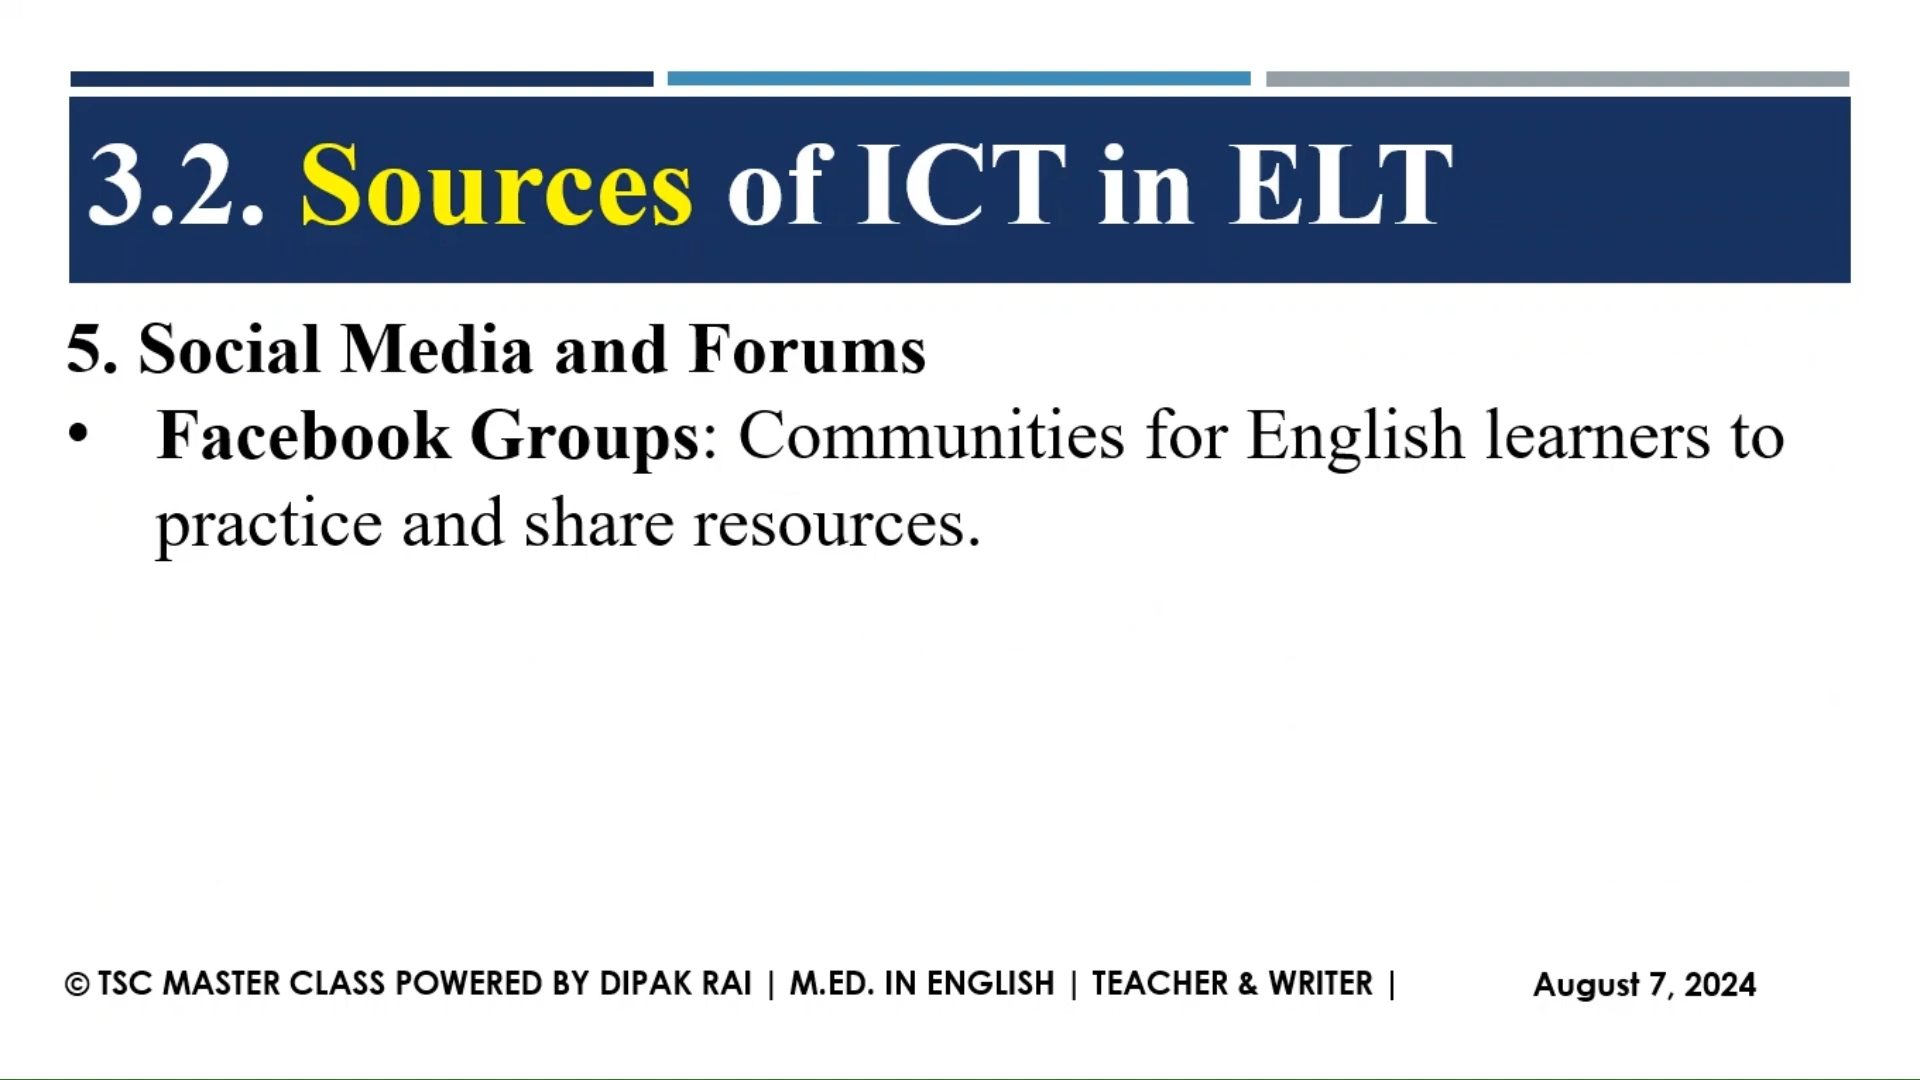 3.2. Sources of ICT in ELT
5. Social Media and Forums
• Facebook Groups: Communities for English learners to
practice and share resources.
© TSC MASTER CLASS POWERED BY DIPAK RAI | M.ED. IN ENGLISH | TEACHER & WRITER | August 7, 2024